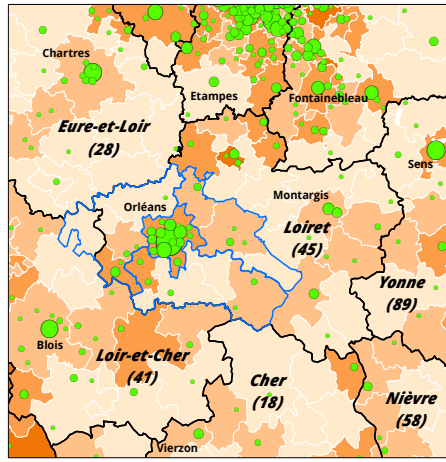 Chartres
Etampes
Fontainebleau
Eure-et-Loir
(28)
Sens
Montargis
Orléans
Loiret
(45)
Yonne
(89)
Blois
Loir-et-Cher
(41)
Cher
(18)
Nièvre
(58)
Vierzon